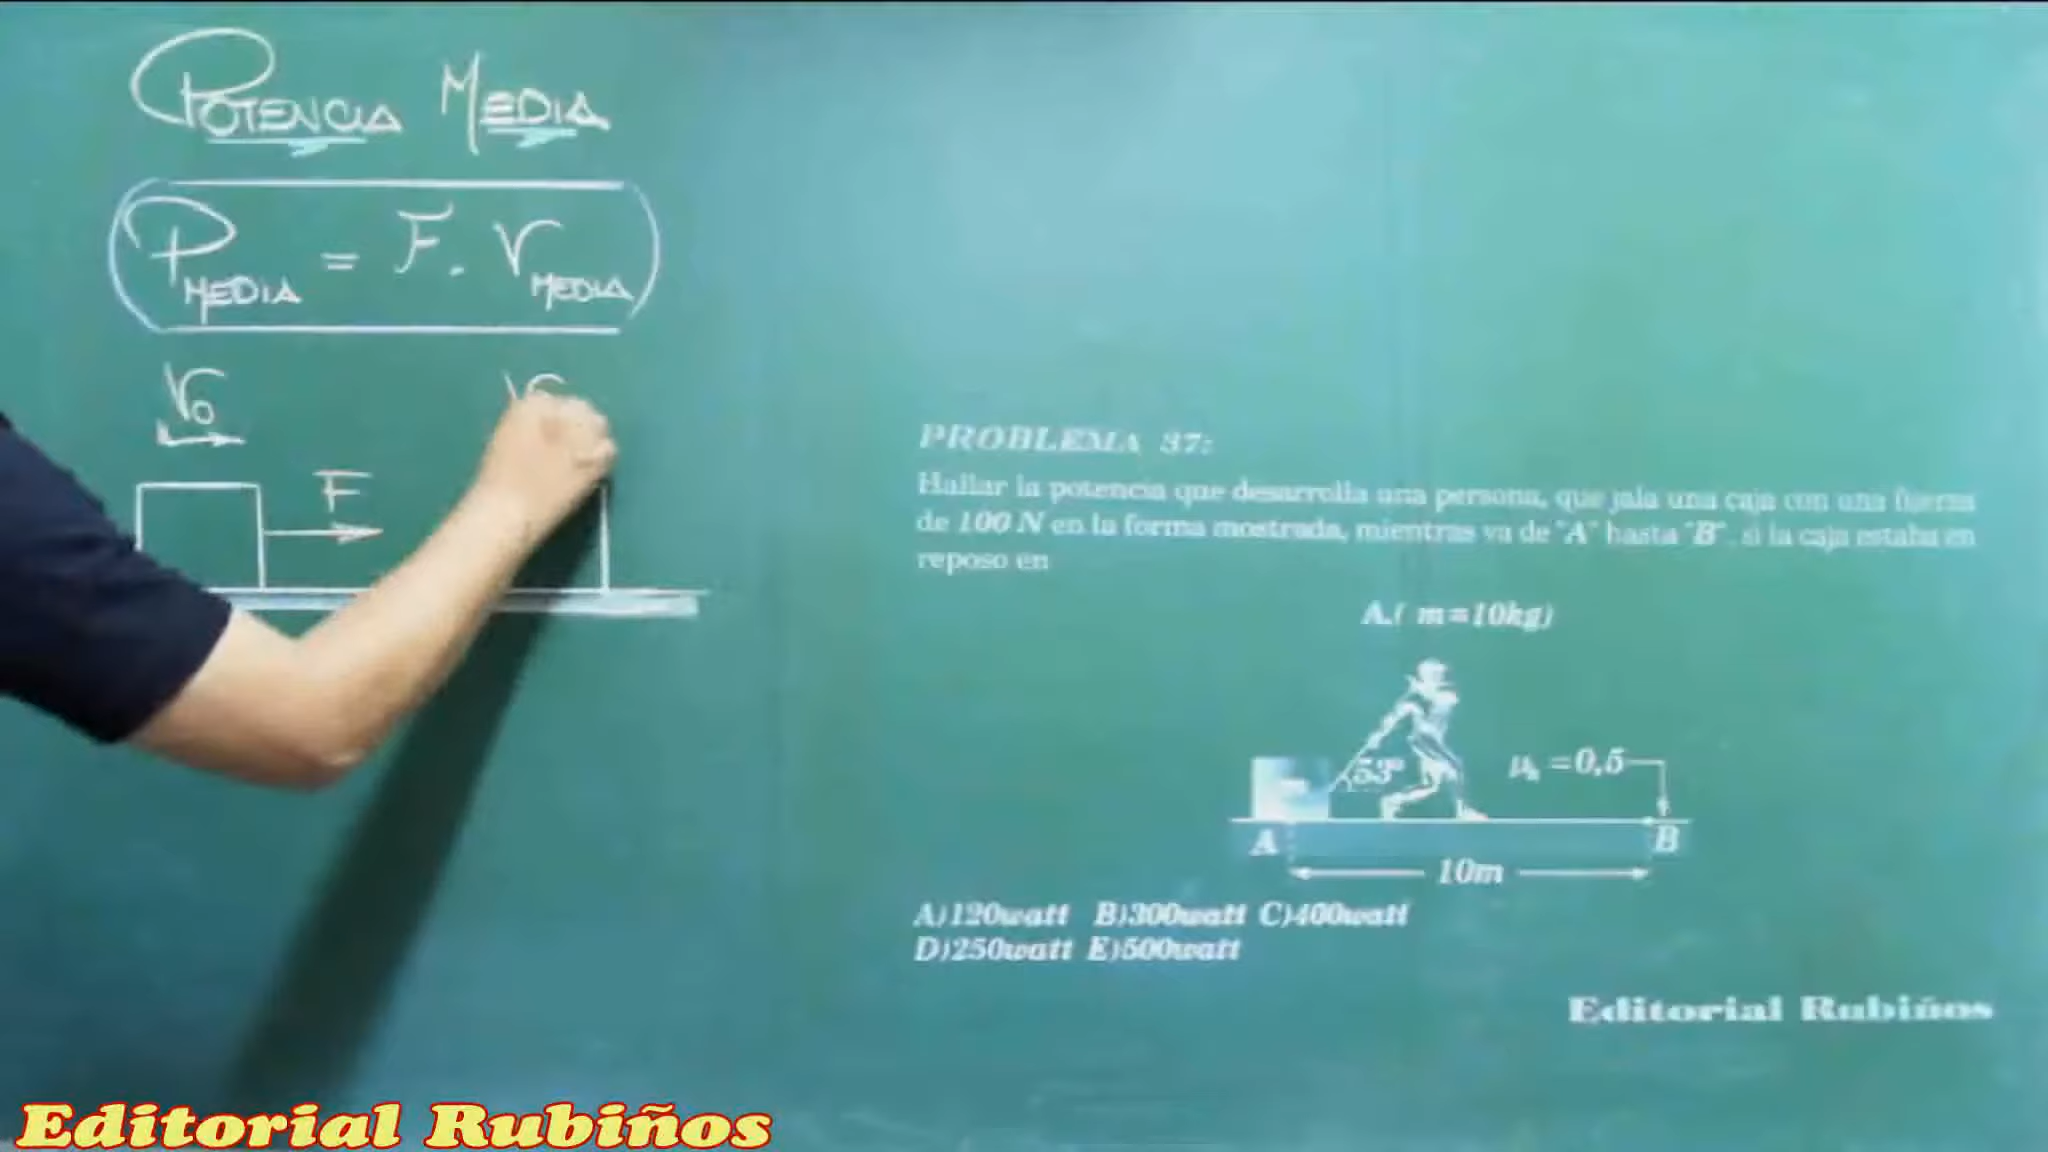 POTENCIA MEDIA
P MEDIA = F . V MEDIA
V0
V
F
PROBLEMA 37:
Hallar la potencia que desarrolla una persona, que jala una caja con una fuerza
de 100 N en la forma mostrada, mientras va de "A" hasta "B", si la caja estaba en
reposo en
A.( m=10kg)
53°
μk =0,5
A
B
10m
A)120watt B)300watt C)400watt
D)250watt E)500watt
Editorial Rubiños
Editorial Rubiños